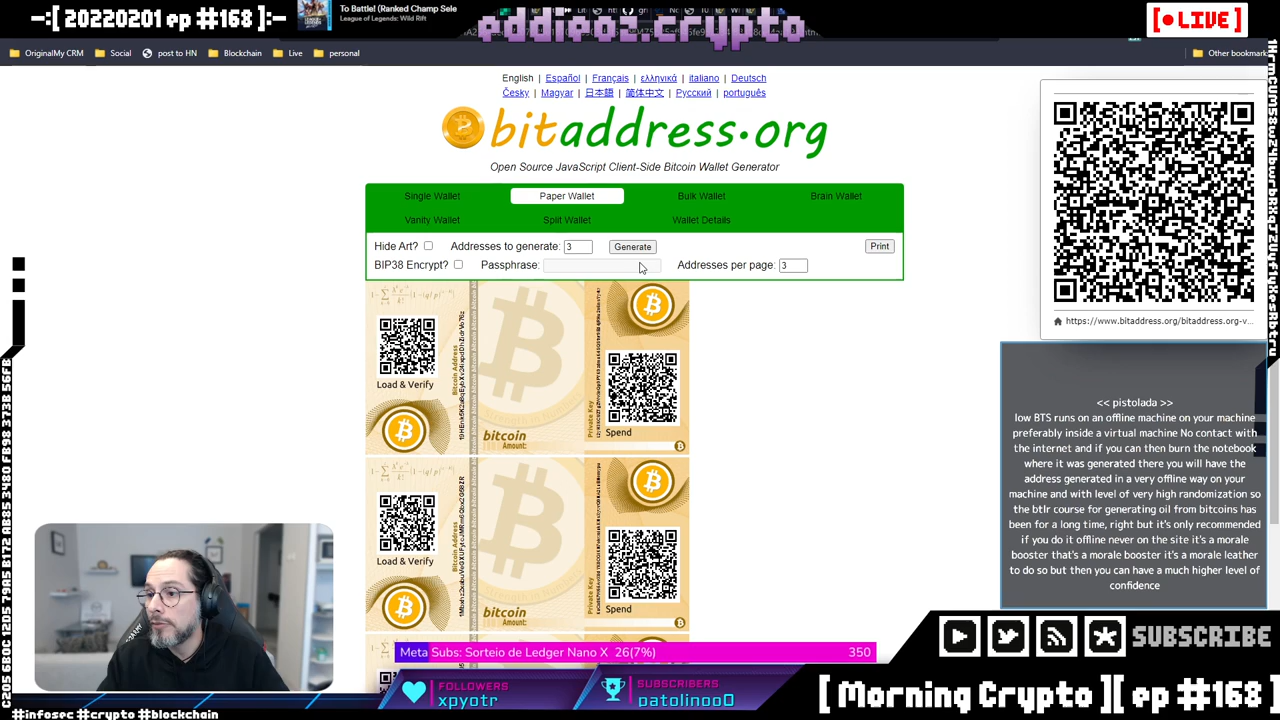 -:[ 20220201 ep #168 ]:-
To Battle! (Ranked Champ Sele
League of Legends: Wild Rift
eddieoz.crypto
[ LIVE ]
OriginalMy CRM
Social
post to HN
Blockchain
Live
personal
Other bookmark
English | Español | Français | ελληνικά | italiano | Deutsch
Česky | Magyar | 日本語 | 简体中文 | Русский | português
bitaddress.org
Open Source JavaScript Client-Side Bitcoin Wallet Generator
Single Wallet
Paper Wallet
Bulk Wallet
Brain Wallet
Vanity Wallet
Split Wallet
Wallet Details
Hide Art?
Addresses to generate: 3
Generate
Print
BIP38 Encrypt?
Passphrase:
Addresses per page: 3
Load & Verify
Bitcoin Address
bitcoin
Amount:
Private Key
Spend
Load & Verify
Bitcoin Address
bitcoin
Amount:
Private Key
Spend
https://www.bitaddress.org/bitaddress.org-v...
<< pistolada >>
low BTS runs on an offline machine on your machine
preferably inside a virtual machine No contact with
the internet and if you can then burn the notebook
where it was generated there you will have the
address generated in a very offline way on your
machine and with level of very high randomization so
the btlr course for generating oil from bitcoins has
been for a long time, right but it's only recommended
if you do it offline never on the site it's a morale
booster that's a morale booster it's a morale leather
to do so but then you can have a much higher level of
confidence
Meta Subs: Sorteio de Ledger Nano X 26(7%)
350
FOLLOWERS
xpyotr
SUBSCRIBERS
patolinoo0
SUBSCRIBE
[ Morning Crypto ][ ep #168 ]
#infosec #crypto #blockchain